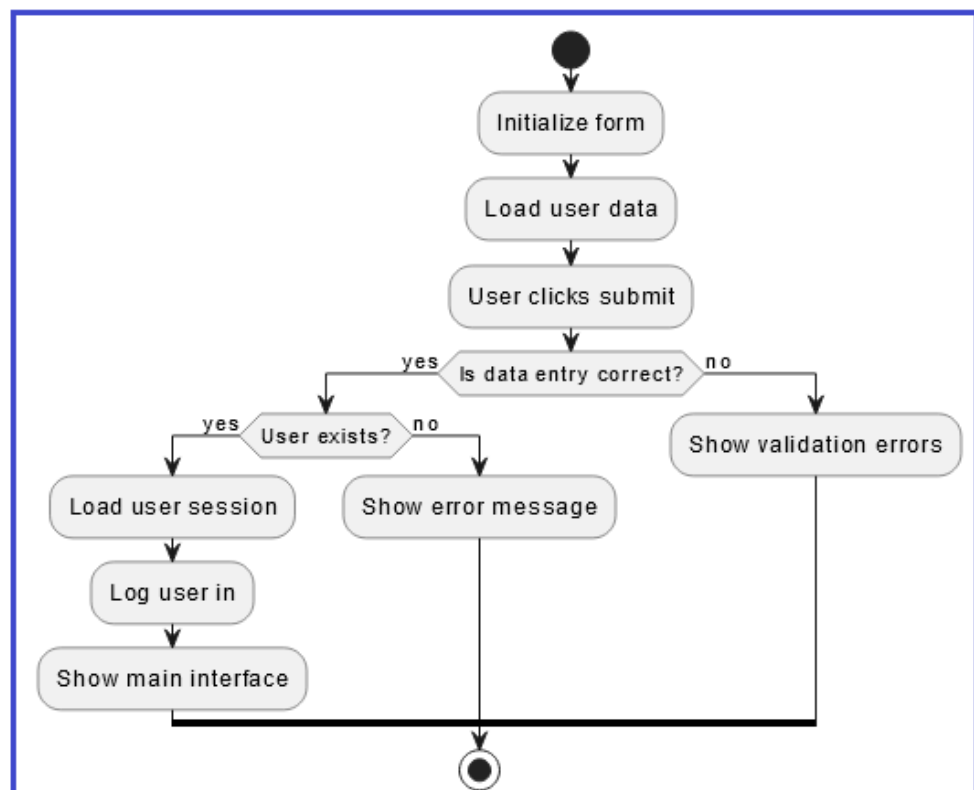 Initialize form
Load user data
User clicks submit
yes
Is data entry correct?
no
yes
User exists?
no
Show validation errors
Load user session
Show error message
Log user in
Show main interface